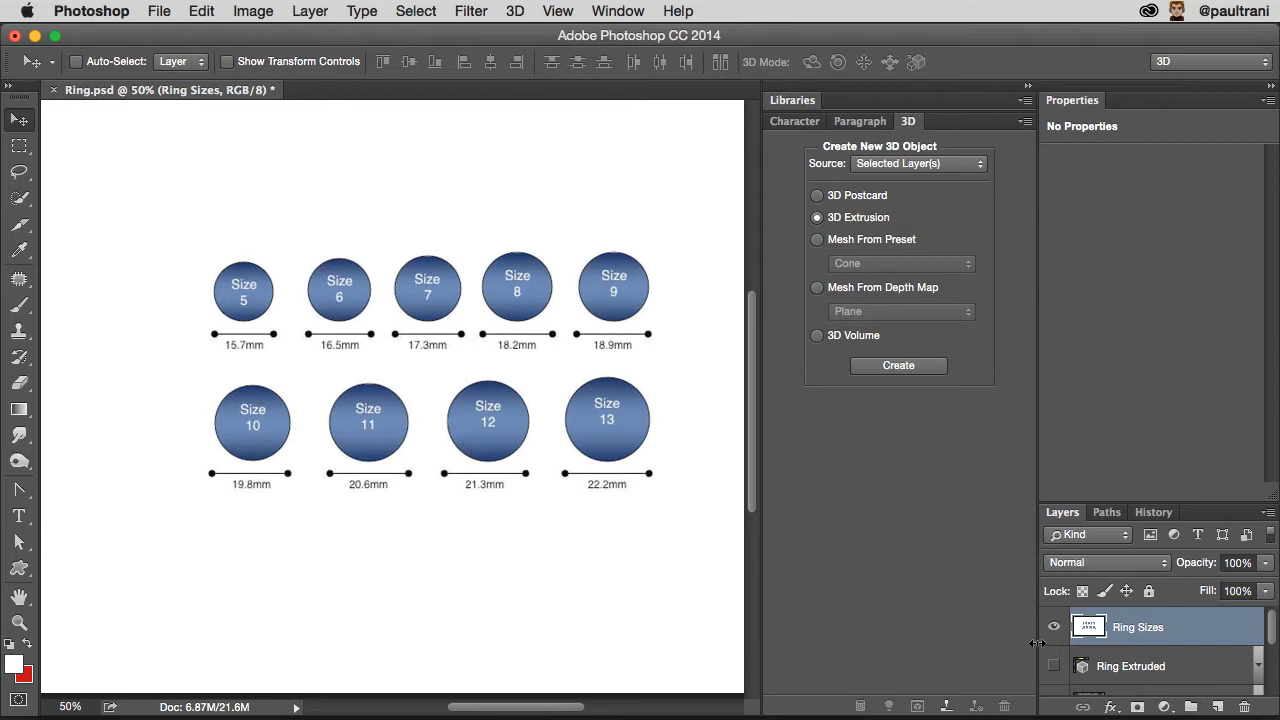 Photoshop File Edit Image Layer Type Select Filter 3D View Window Help @paultrani
Adobe Photoshop CC 2014
Auto-Select: Layer Show Transform Controls 3D Mode: 3D
Ring.psd @ 50% (Ring Sizes, RGB/8) *
Libraries
Properties
Character Paragraph 3D
No Properties
Create New 3D Object
Source: Selected Layer(s)
3D Postcard
3D Extrusion
Mesh From Preset
Cone
Mesh From Depth Map
Plane
3D Volume
Create
Size 5
Size 6
Size 7
Size 8
Size 9
15.7mm 16.5mm 17.3mm 18.2mm 18.9mm
Size 10
Size 11
Size 12
Size 13
19.8mm 20.6mm 21.3mm 22.2mm
Layers Paths History
Kind
Normal Opacity: 100%
Lock: Fill: 100%
Ring Sizes
Ring Extruded
50% Doc: 6.87M/21.6M